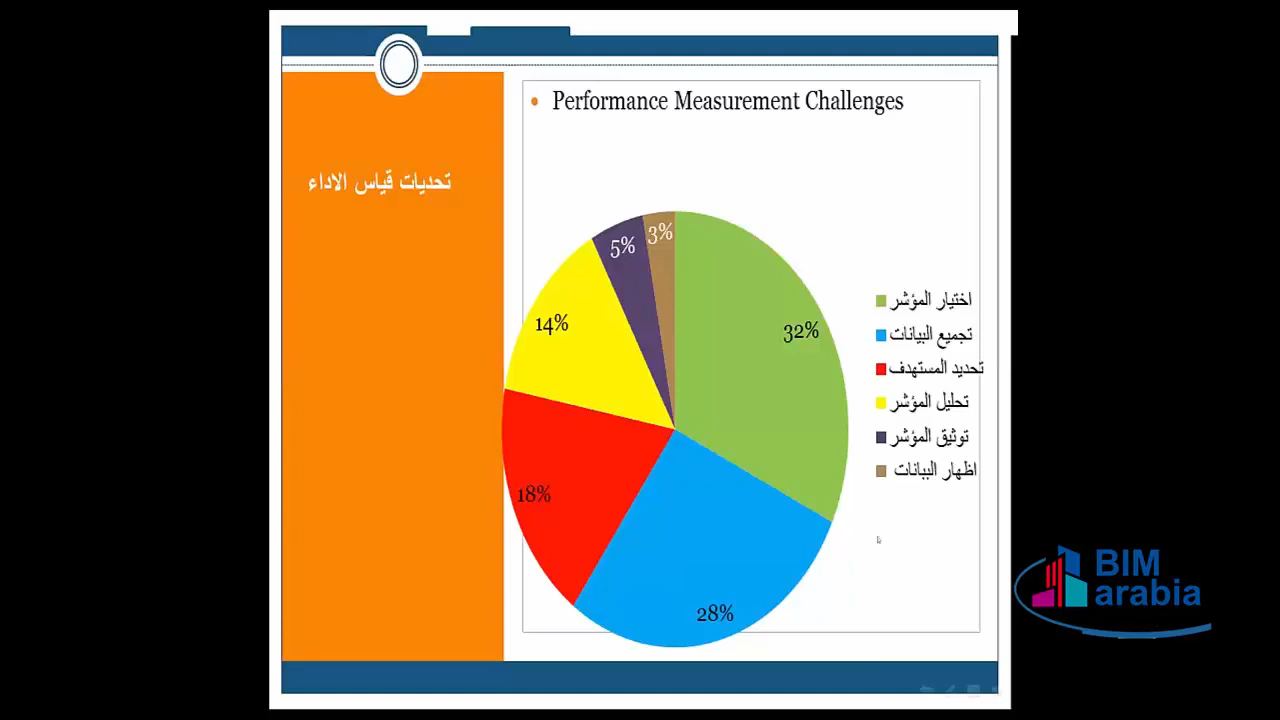 Performance Measurement Challenges
تحديات قياس الاداء
3%
5%
32%
14%
18%
28%
اختيار المؤشر
تجميع البيانات
تحديد المستهدف
تحليل المؤشر
توثيق المؤشر
اظهار البيانات
BIM
arabia